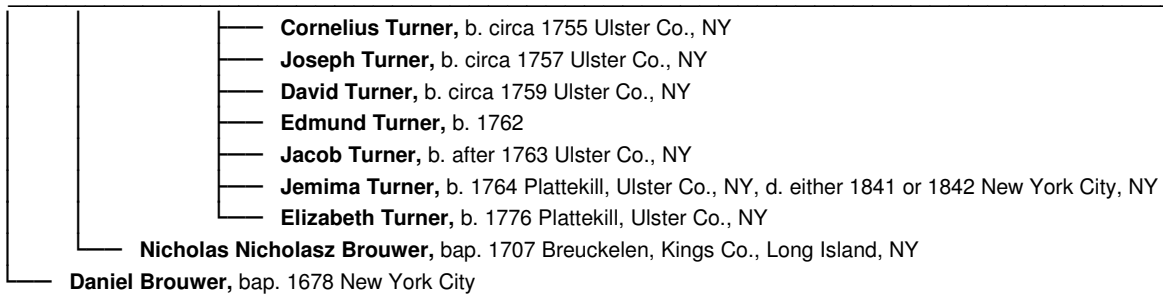 Cornelius Turner, b. circa 1755 Ulster Co., NY
Joseph Turner, b. circa 1757 Ulster Co., NY
David Turner, b. circa 1759 Ulster Co., NY
Edmund Turner, b. 1762
Jacob Turner, b. after 1763 Ulster Co., NY
Jemima Turner, b. 1764 Plattekill, Ulster Co., NY, d. either 1841 or 1842 New York City, NY
Elizabeth Turner, b. 1776 Plattekill, Ulster Co., NY
Nicholas Nicholasz Brouwer, bap. 1707 Breuckelen, Kings Co., Long Island, NY
Daniel Brouwer, bap. 1678 New York City